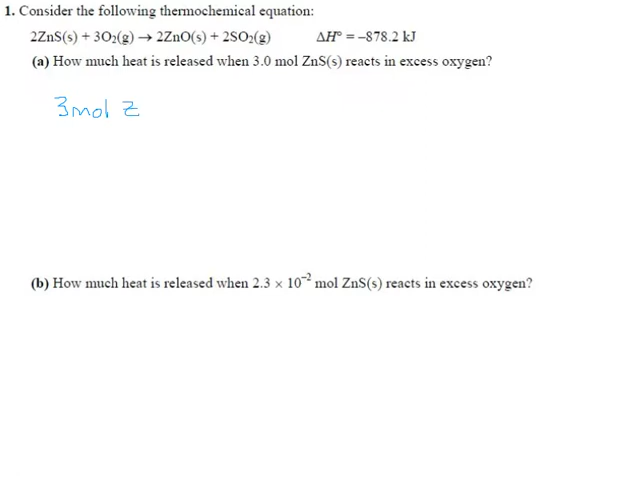 1. Consider the following thermochemical equation:
2ZnS(s) + 3O₂(g) → 2ZnO(s) + 2SO₂(g) ΔH° = –878.2 kJ
(a) How much heat is released when 3.0 mol ZnS(s) reacts in excess oxygen?
3mol Z
(b) How much heat is released when 2.3 × 10⁻² mol ZnS(s) reacts in excess oxygen?